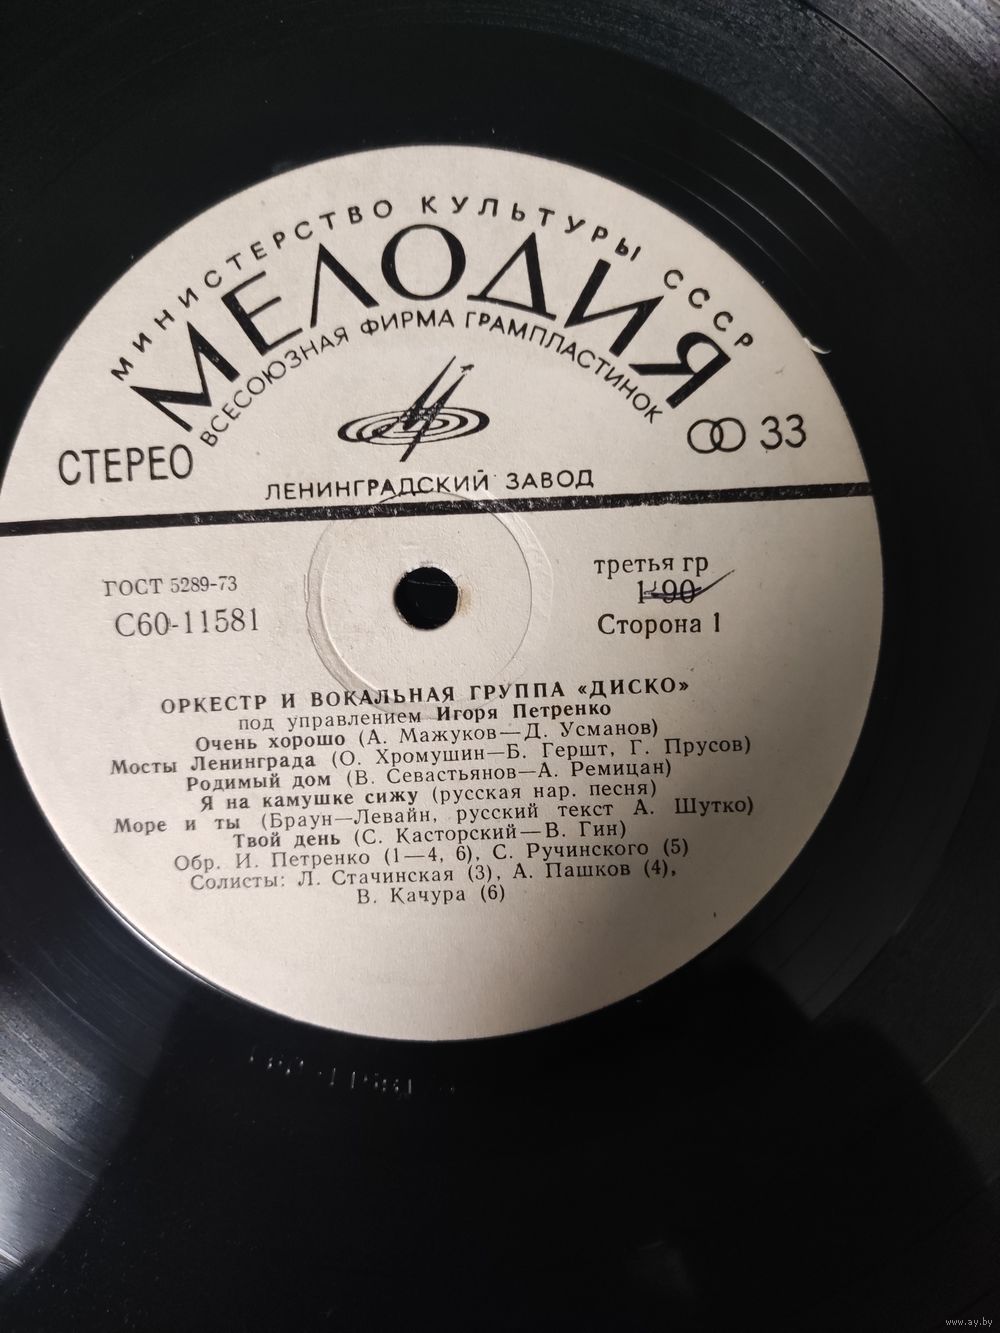 МИНИСТЕРСТВО КУЛЬТУРЫ СССР
МЕЛОДИЯ
ВСЕСОЮЗНАЯ ФИРМА ГРАМПЛАСТИНОК
СТЕРЕО
33
ЛЕНИНГРАДСКИЙ ЗАВОД
ГОСТ 5289-73
третья гр
С60-11581
1-90
Сторона 1
ОРКЕСТР И ВОКАЛЬНАЯ ГРУППА «ДИСКО»
под управлением Игоря Петренко
Очень хорошо (А. Мажуков—Д. Усманов)
Мосты Ленинграда (О. Хромушин—Б. Гершт, Г. Прусов)
Родимый дом (В. Севастьянов—А. Ремицан)
Я на камушке сижу (русская нар. песня)
Море и ты (Браун—Левайн, русский текст А. Шутко)
Твой день (С. Касторский—В. Гин)
Обр. И. Петренко (1—4, 6), С. Ручинского (5)
Солисты: Л. Стачинская (3), А. Пашков (4),
В. Качура (6)
www.ay.by